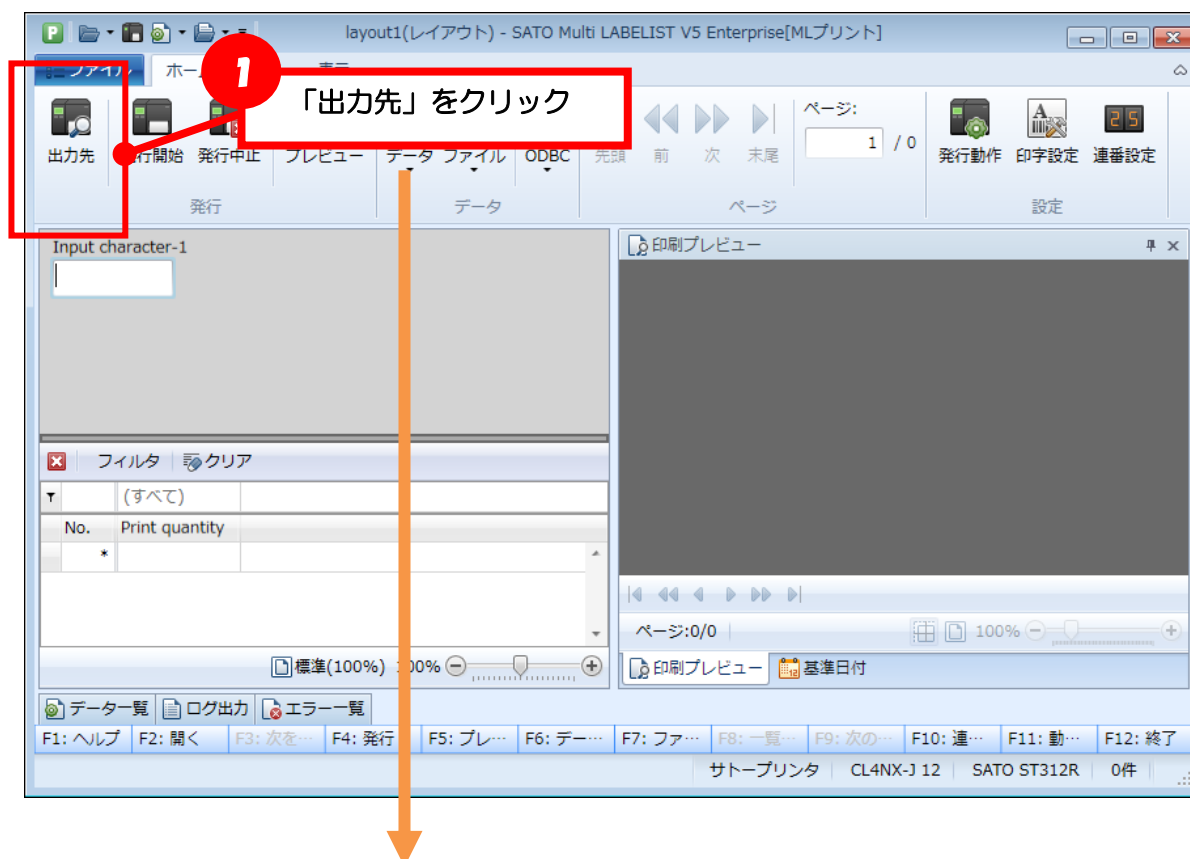 layout1(レイアウト) - SATO Multi LABELIST V5 Enterprise[MLプリント]
ファイル
1
「出力先」をクリック
出力先
発行中止
プレビュー
データ
ファイル
ODBC
先頭
前
次
末尾
ページ:
1 / 0
発行動作
印字設定
25
連番設定
発行
データ
ページ
設定
Input character-1
印刷プレビュー
フィルタ
クリア
(すべて)
No. Print quantity
*
ページ:0/0
100%
標準(100%)
100%
印刷プレビュー
12
基準日付
データ一覧
ログ出力
エラー一覧
F1: ヘルプ
F2: 開く
F3: 次を…
F4: 発行
F5: プレ…
F6: デー…
F7: ファ…
F8: 一覧…
F9: 次の…
F10: 連…
F11: 動…
F12: 終了
サトープリンタ
CL4NX-J 12
SATO ST312R
0件